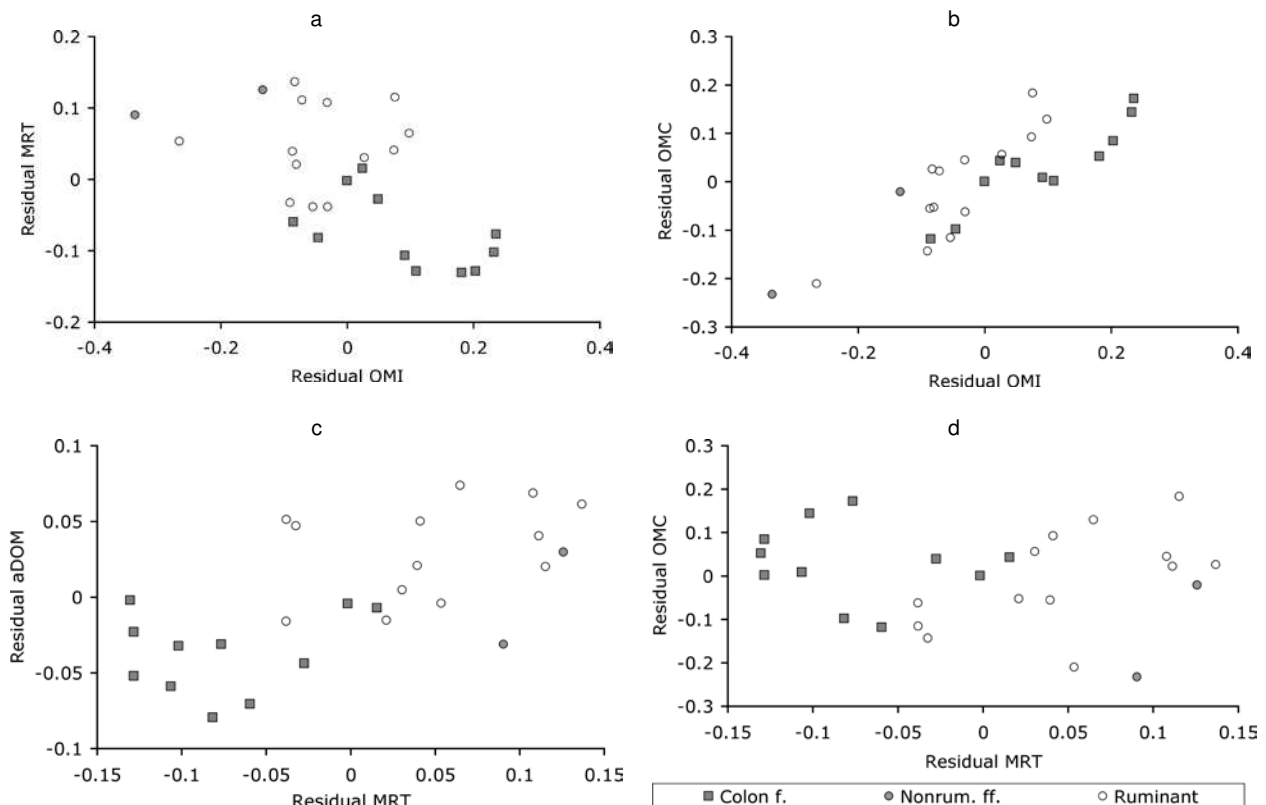 a
0.2
0.1
0
-0.1
-0.2
Residual MRT
-0.4 -0.2 0 0.2 0.4
Residual OMI
b
0.3
0.2
0.1
0
-0.1
-0.2
-0.3
Residual OMC
-0.4 -0.2 0 0.2 0.4
Residual OMI
c
0.1
0.05
0
-0.05
-0.1
Residual aDOM
-0.15 -0.1 -0.05 0 0.05 0.1 0.15
Residual MRT
d
0.3
0.2
0.1
0
-0.1
-0.2
-0.3
Residual OMC
-0.15 -0.1 -0.05 0 0.05 0.1 0.15
Residual MRT
Colon f. Nonrum. ff. Ruminant